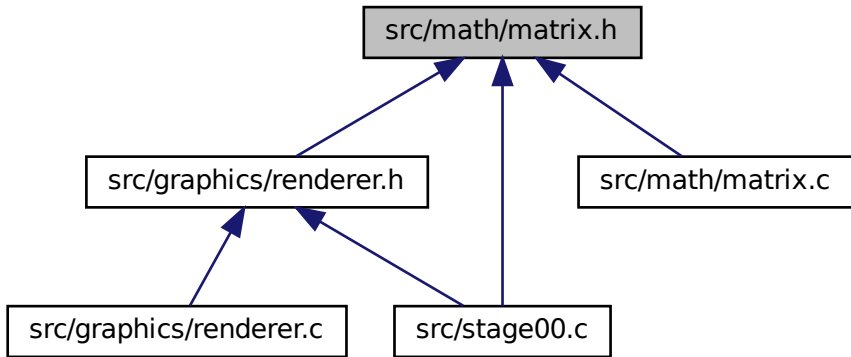 src/math/matrix.h
src/graphics/renderer.h
src/math/matrix.c
src/graphics/renderer.c
src/stage00.c